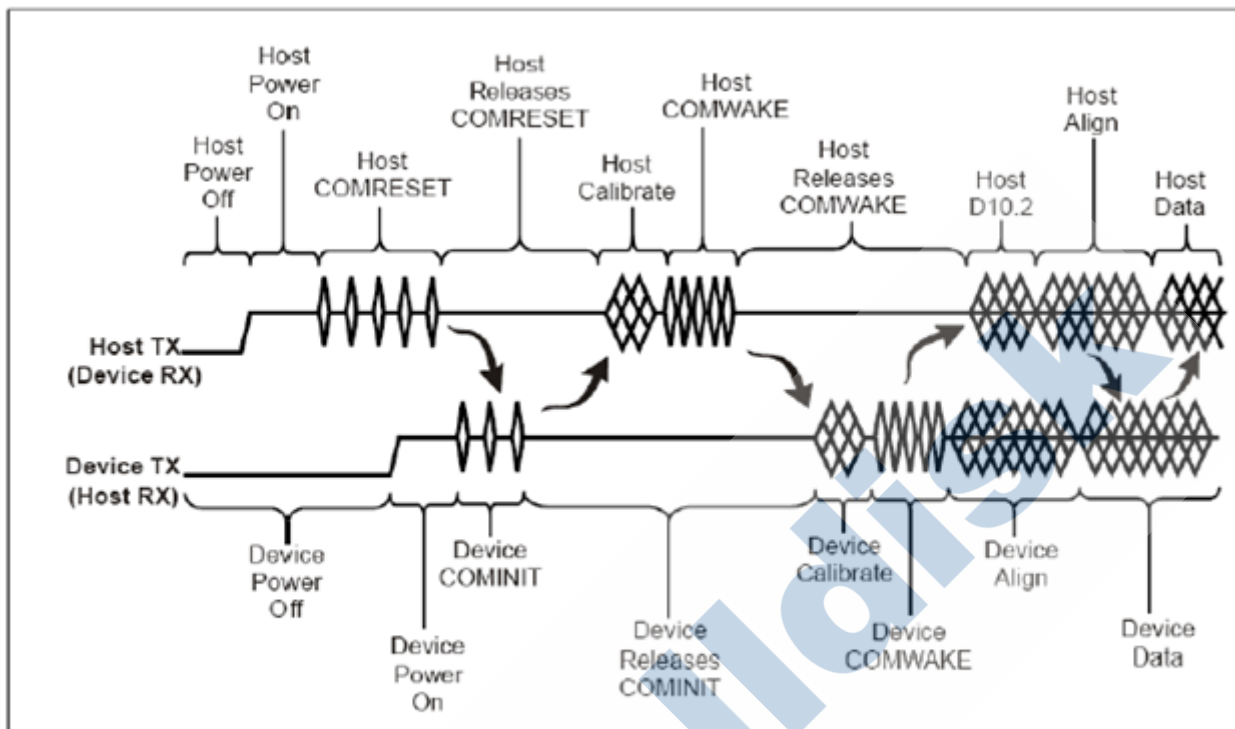 Host
Power
On
Host
Power
Off
Host
COMRESET
Host
Releases
COMRESET
Host
Calibrate
Host
COMWAKE
Host
Releases
COMWAKE
Host
D10.2
Host
Align
Host
Data
Host TX
(Device RX)
Device TX
(Host RX)
Device
Power
Off
Device
Power
On
Device
COMINIT
Device
Releases
COMINIT
Device
Calibrate
Device
COMWAKE
Device
Align
Device
Data